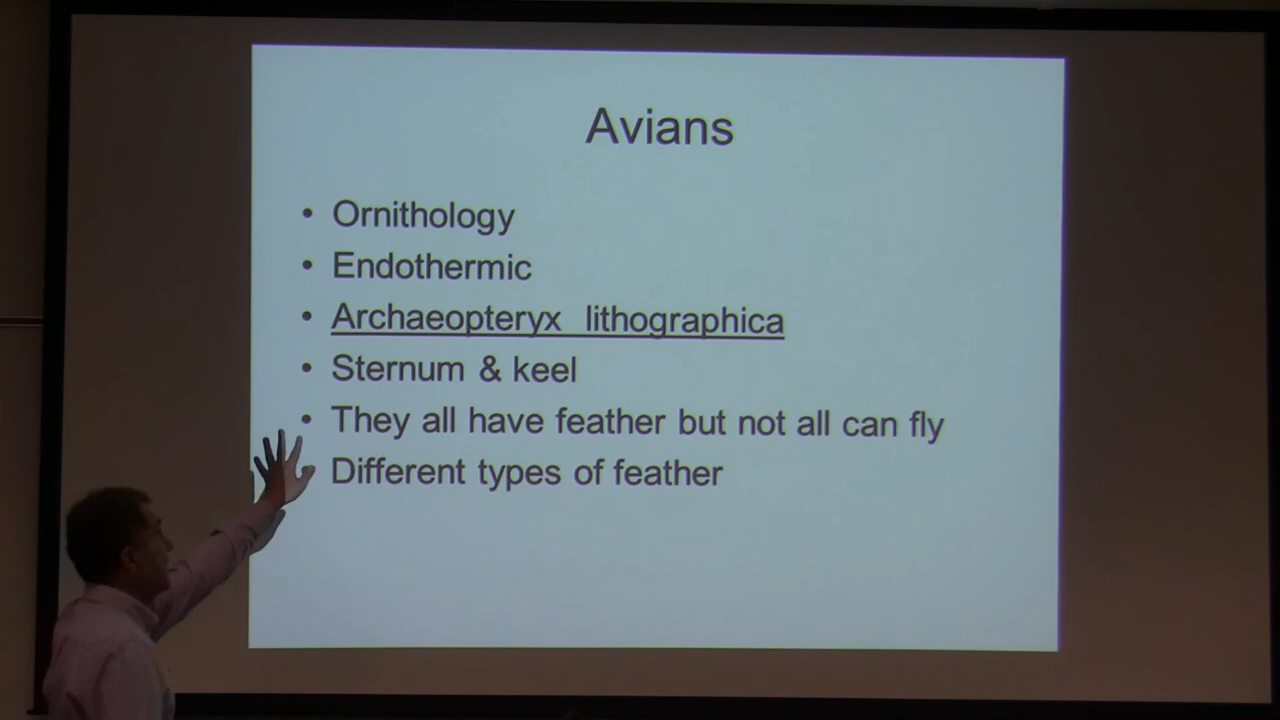 Avians
• Ornithology
• Endothermic
• Archaeopteryx lithographica
• Sternum & keel
• They all have feather but not all can fly
Different types of feather